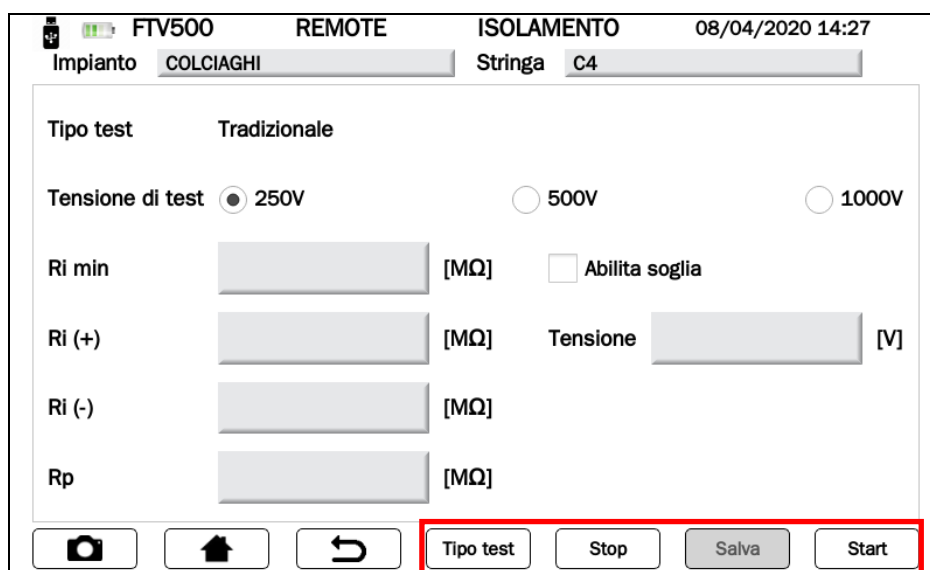 FTV500 REMOTE ISOLAMENTO 08/04/2020 14:27
Impianto COLCIAGHI Stringa C4
Tipo test Tradizionale
Tensione di test 250V 500V 1000V
Ri min [MΩ] Abilita soglia
Ri (+) [MΩ] Tensione [V]
Ri (-) [MΩ]
Rp [MΩ]
Tipo test Stop Salva Start